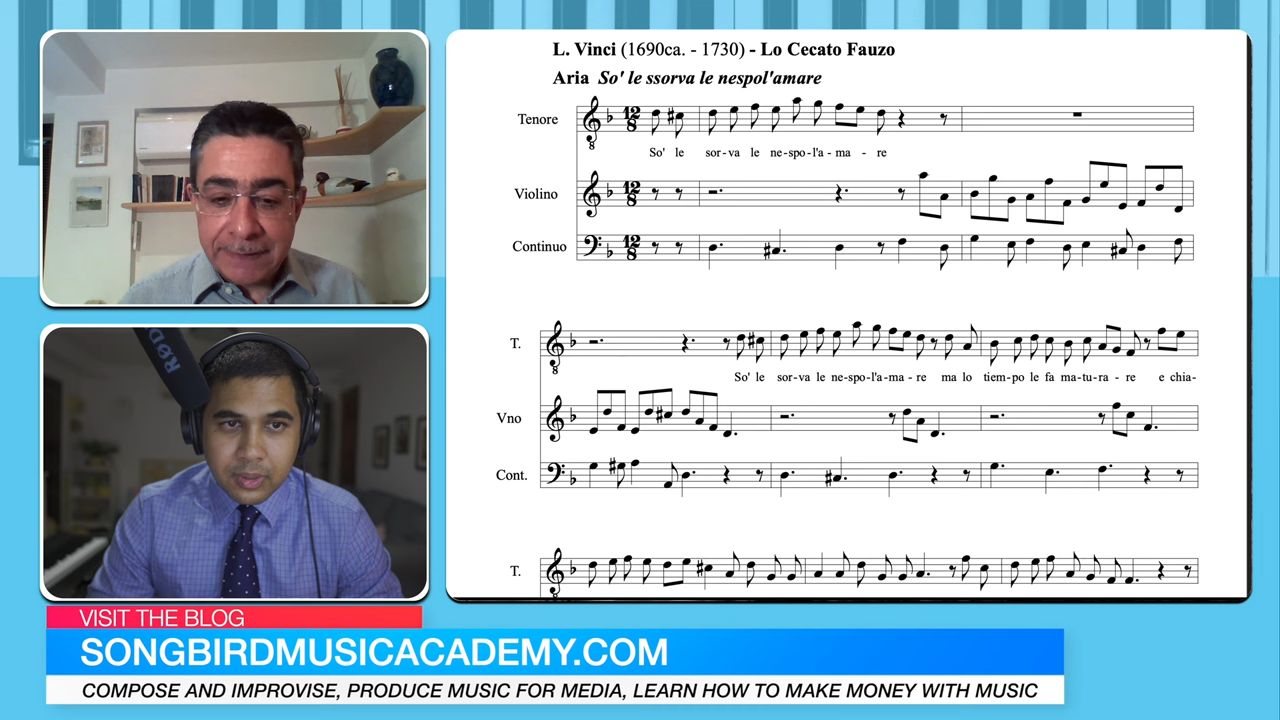 L. Vinci (1690ca. - 1730) - Lo Cecato Fauzo
Aria So' le ssorva le nespol'amare
Tenore
So' le sor-va le ne-spo-l'a-ma - re
Violino
Continuo
T.
So' le sor-va le ne-spo-l'a-ma-re ma lo tiem-po le fa ma-tu-ra-re e chia-
Vno
Cont.
T.
RØDE
VISIT THE BLOG
SONGBIRDMUSICACADEMY.COM
COMPOSE AND IMPROVISE, PRODUCE MUSIC FOR MEDIA, LEARN HOW TO MAKE MONEY WITH MUSIC